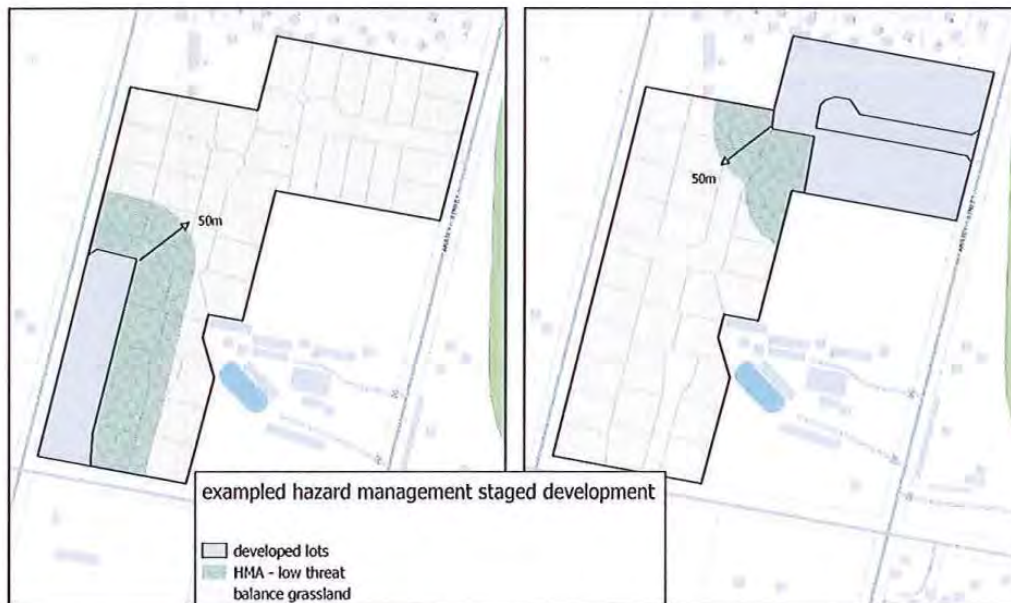 50m
50m
exampled hazard management staged development
developed lots
HMA - low threat
balance grassland